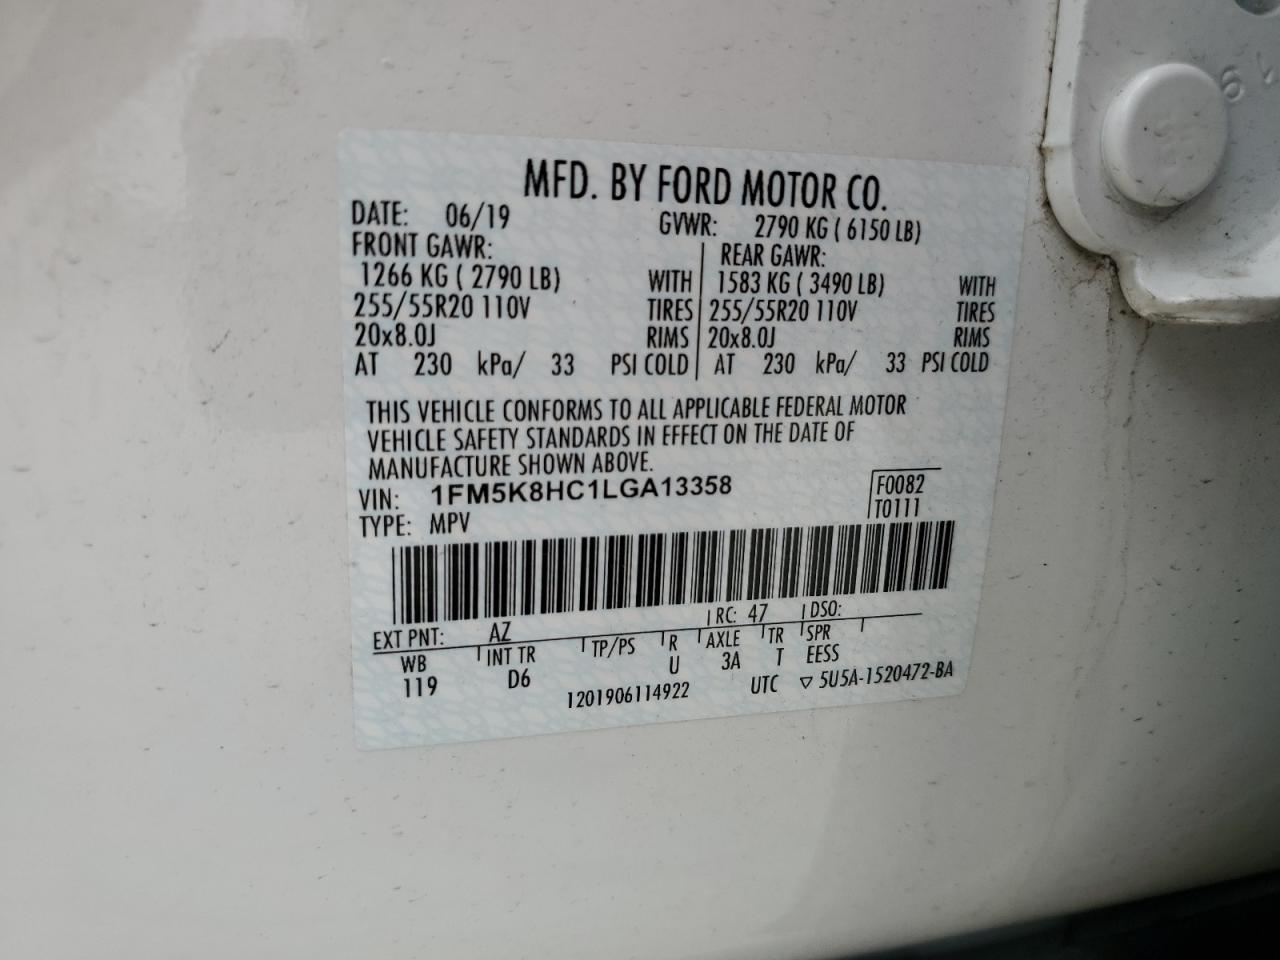 MFD. BY FORD MOTOR CO.
DATE: 06/19 GVWR: 2790 KG ( 6150 LB)
FRONT GAWR: REAR GAWR:
1266 KG ( 2790 LB) WITH 1583 KG ( 3490 LB) WITH
255/55R20 110V TIRES 255/55R20 110V TIRES
20x8.0J RIMS 20x8.0J RIMS
AT 230 kPa/ 33 PSI COLD AT 230 kPa/ 33 PSI COLD
THIS VEHICLE CONFORMS TO ALL APPLICABLE FEDERAL MOTOR
VEHICLE SAFETY STANDARDS IN EFFECT ON THE DATE OF
MANUFACTURE SHOWN ABOVE.
VIN: 1FM5K8HC1LGA13358 F0082
TYPE: MPV T0111
EXT PNT: AZ RC: 47 DSO:
WB INT TR TP/PS R AXLE TR SPR
119 D6 U 3A T EESS
1201906114922 UTC ▽ 5U5A-1520472-BA